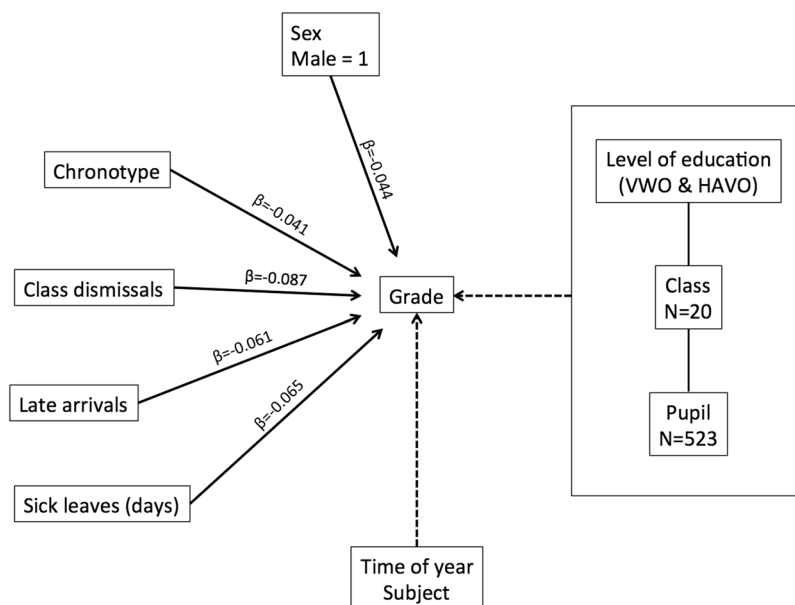 Sex
Male = 1
β=-0.044
Chronotype
β=-0.041
Class dismissals
β=-0.087
Late arrivals
β=-0.061
Sick leaves (days)
β=-0.065
Grade
Time of year
Subject
Level of education
(VWO & HAVO)
Class
N=20
Pupil
N=523